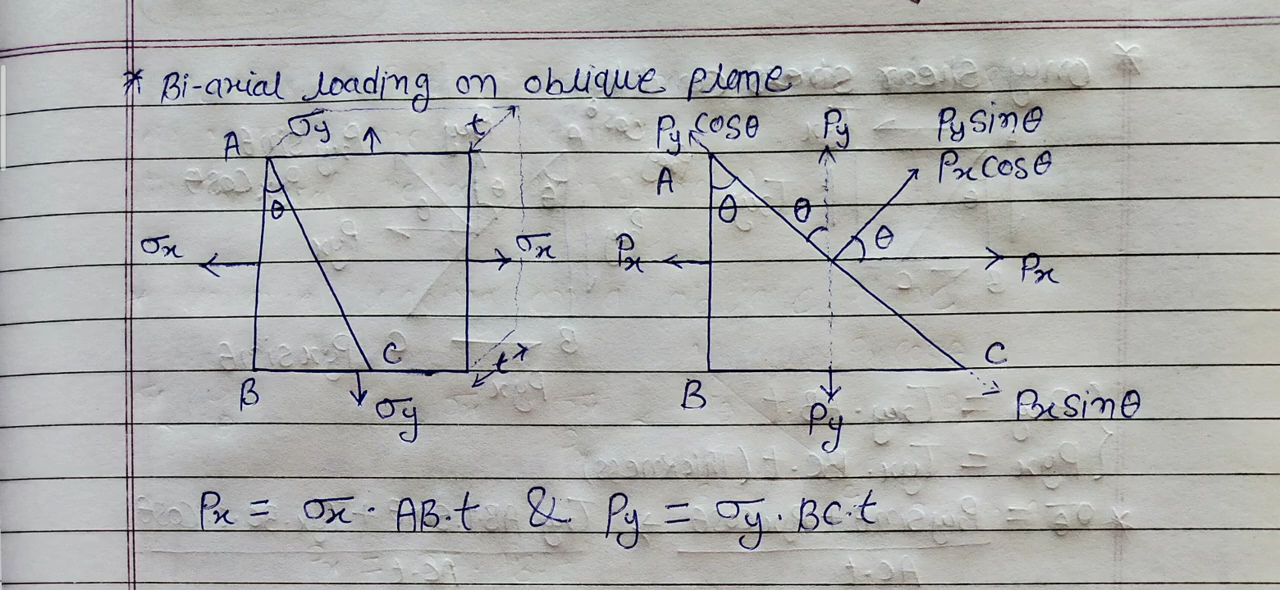 * Bi-axial loading on oblique plane
σy t Py cosθ Py Py sinθ
A A Px cosθ
θ θ θ θ
σx σx Px Px
C C
t
B σy B Py Px sinθ
Px = σx · AB·t & Py = σy · BC·t